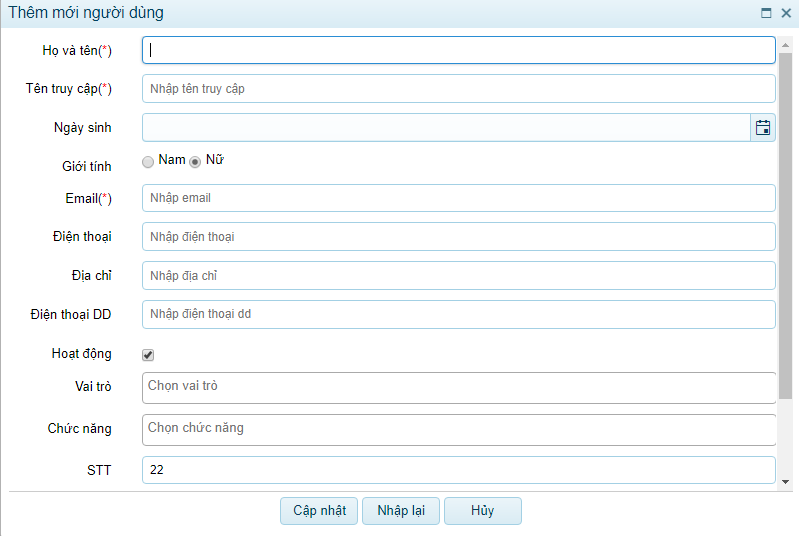 Thêm mới người dùng
Họ và tên(*)
Tên truy cập(*) Nhập tên truy cập
Ngày sinh
Giới tính Nam Nữ
Email(*) Nhập email
Điện thoại Nhập điện thoại
Địa chỉ Nhập địa chỉ
Điện thoại DD Nhập điện thoại dd
Hoạt động
Vai trò Chọn vai trò
Chức năng Chọn chức năng
STT 22
Cập nhật Nhập lại Hủy